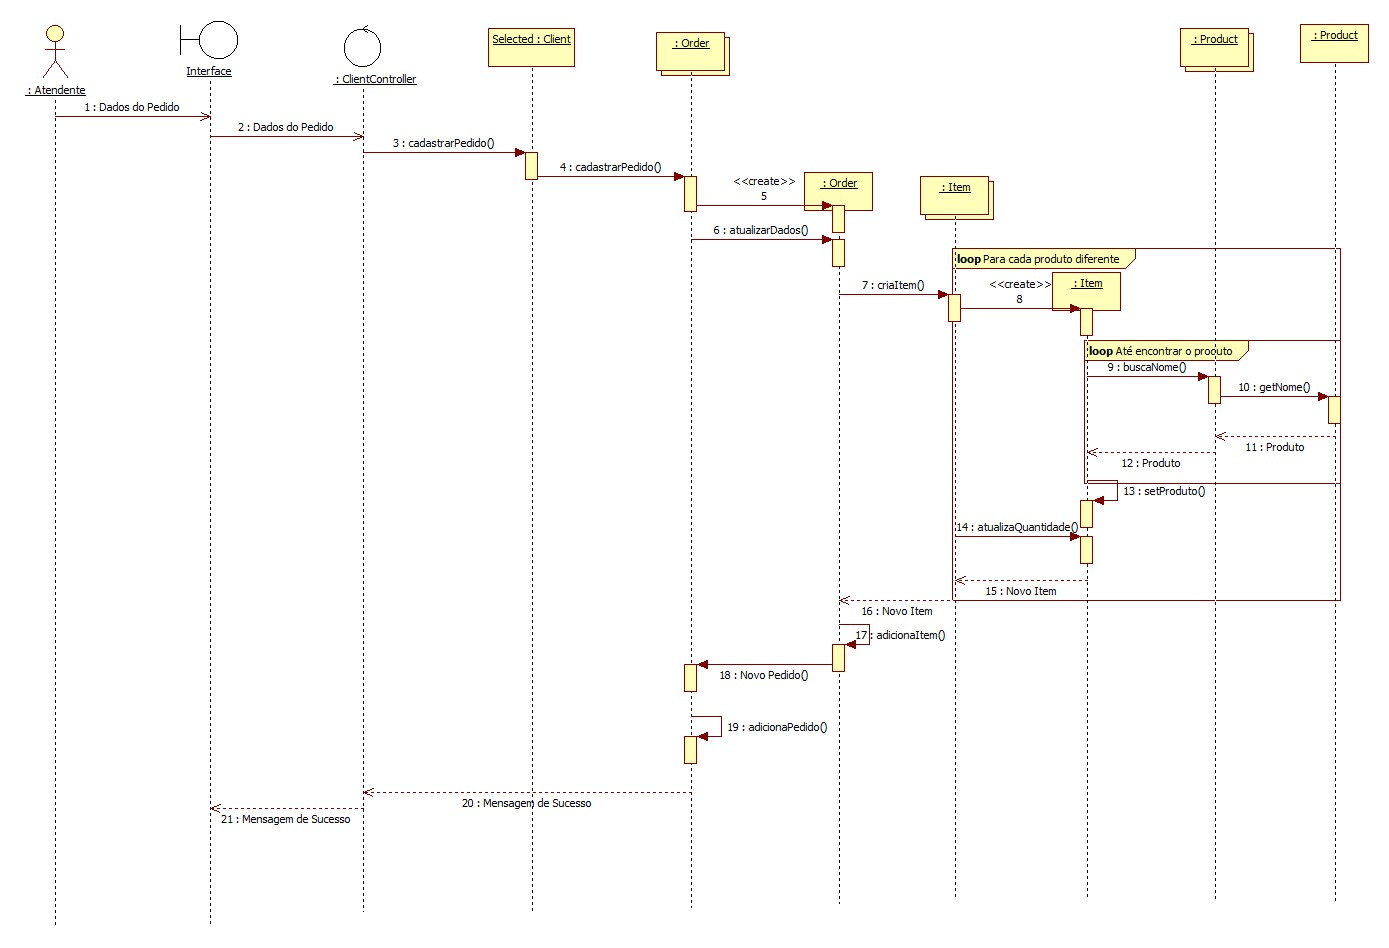 Selected : Client
: Order
: Product
: Product
Interface
: ClientController
: Atendente
1 : Dados do Pedido
2 : Dados do Pedido
3 : cadastrarPedido()
4 : cadastrarPedido()
<<create>>
5
: Order
: Item
6 : atualizarDados()
loop Para cada produto diferente
7 : criaItem()
<<create>>
8
: Item
loop Até encontrar o prouto
9 : buscaNome()
10 : getNome()
11 : Produto
12 : Produto
13 : setProduto()
14 : atualizaQuantidade()
15 : Novo Item
16 : Novo Item
17 : adicionaItem()
18 : Novo Pedido()
19 : adicionaPedido()
20 : Mensagem de Sucesso
21 : Mensagem de Sucesso